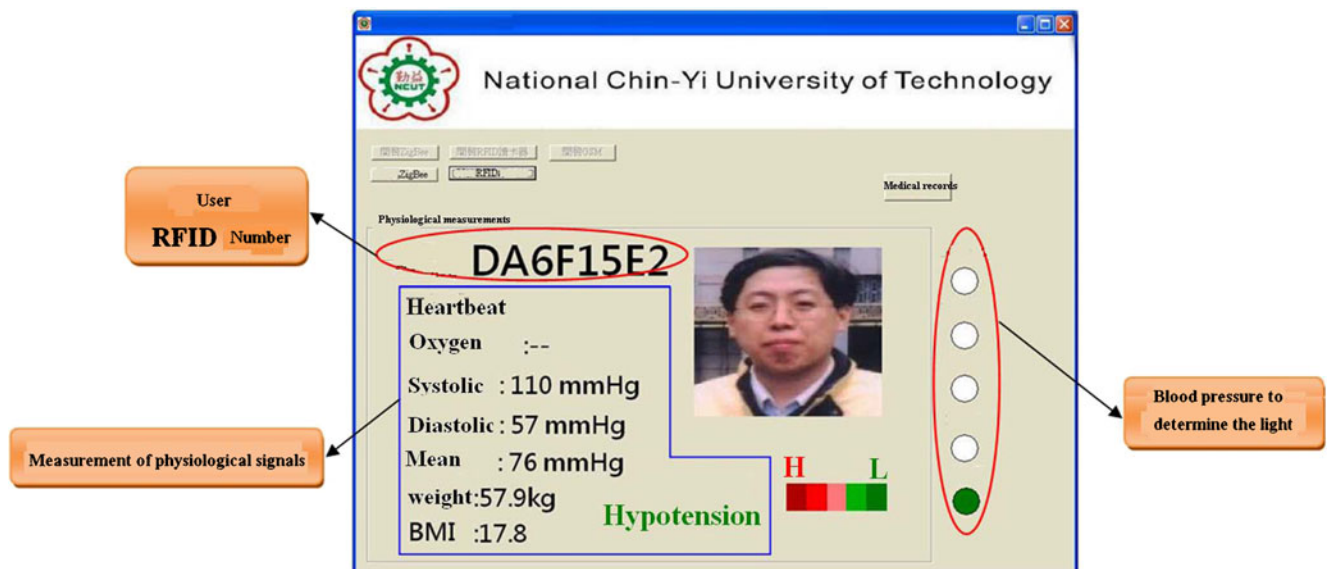 勤益
NCUT
National Chin-Yi University of Technology
ZigBee
RFID
Medical records
User
RFID Number
Physiological measurements
DA6F15E2
Heartbeat
Oxygen :--
Systolic : 110 mmHg
Diastolic : 57 mmHg
Mean : 76 mmHg
weight:57.9kg
BMI :17.8
Hypotension
H L
Measurement of physiological signals
Blood pressure to
determine the light